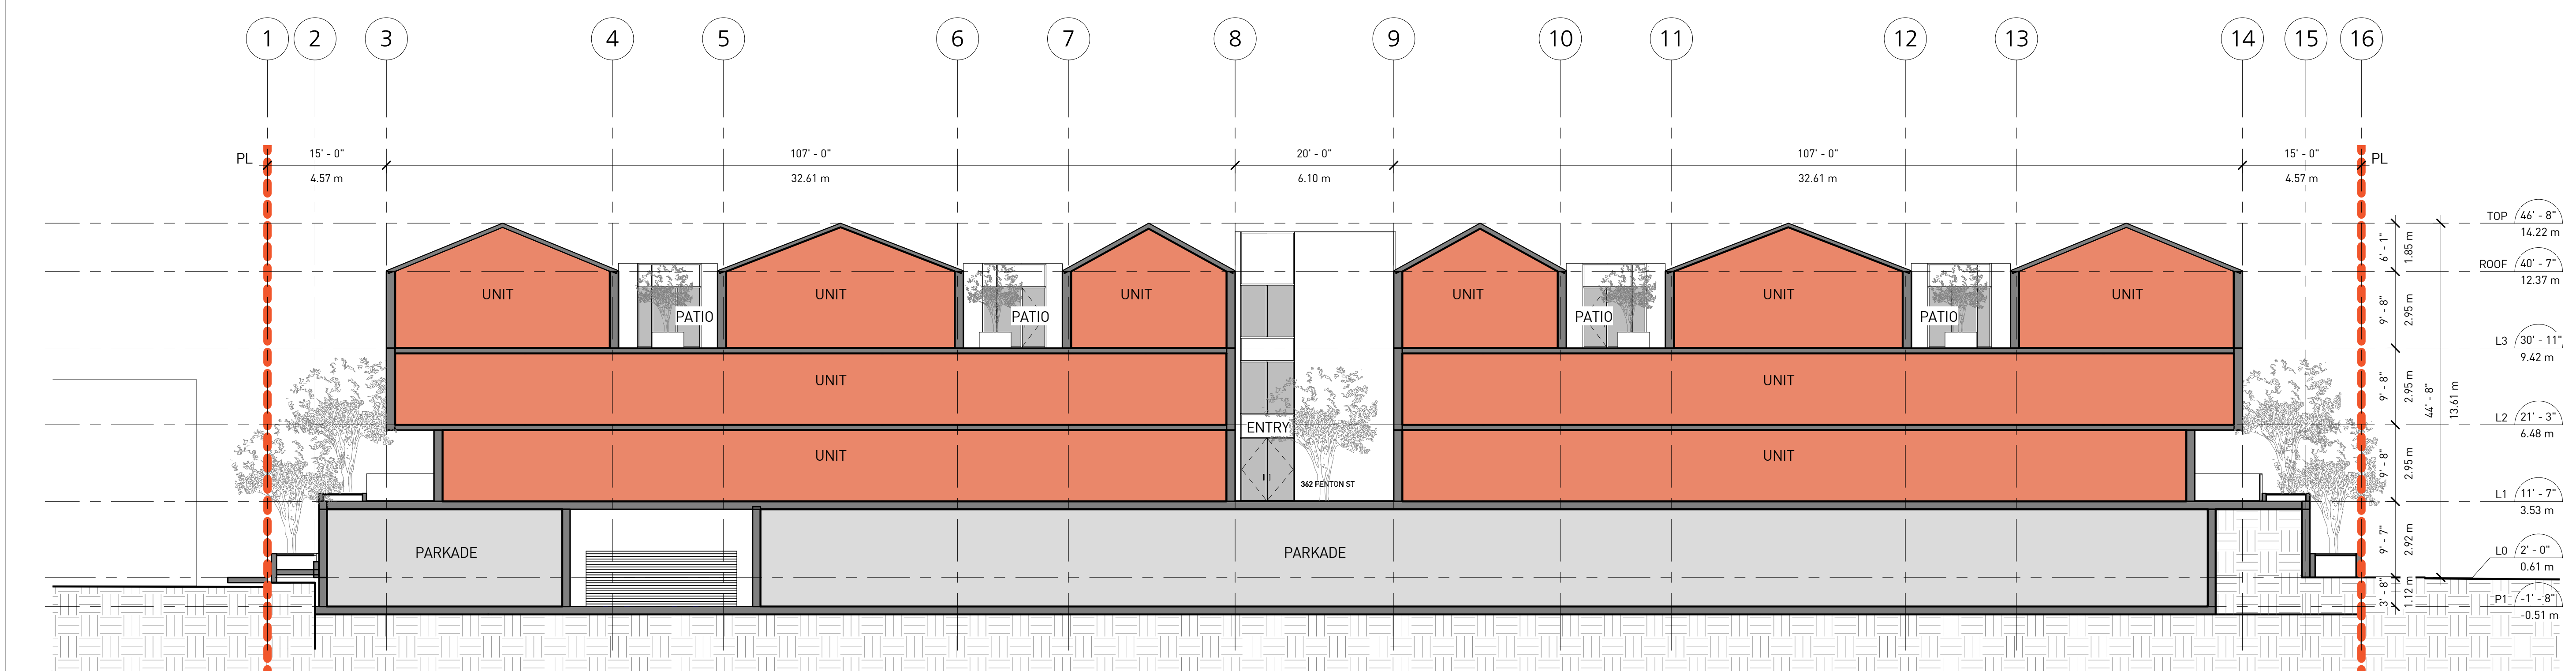 1 2 3 4 5 6 7 8 9 10 11 12 13 14 15 16
PL 15' - 0" 107' - 0" 20' - 0" 107' - 0" 15' - 0" PL
4.57 m 32.61 m 6.10 m 32.61 m 4.57 m
TOP 46' - 8"
14.22 m
6' - 1" 1.85 m
ROOF 40' - 7"
12.37 m
UNIT UNIT UNIT UNIT UNIT UNIT
PATIO PATIO PATIO PATIO
9' - 8" 2.95 m
L3 30' - 11"
9.42 m
UNIT UNIT
9' - 8" 2.95 m
44' - 8" 13.61 m
L2 21' - 3"
6.48 m
ENTRY
UNIT UNIT
9' - 8" 2.95 m
362 FENTON ST
L1 11' - 7"
3.53 m
PARKADE PARKADE
9' - 7" 2.92 m
L0 2' - 0"
0.61 m
3' - 8" 1.12 m
P1 -1' - 8"
-0.51 m